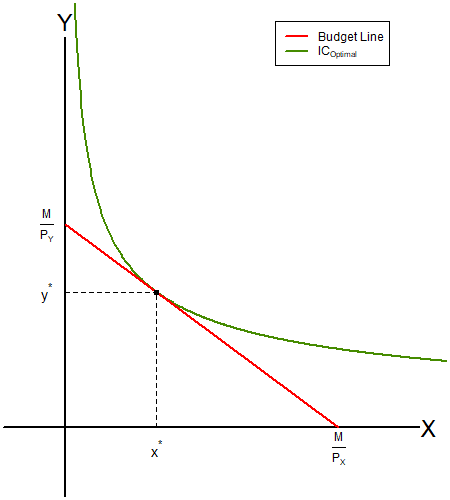 Y
Budget Line
IC_Optimal
M
P_Y
y*
X
x*
M
P_X